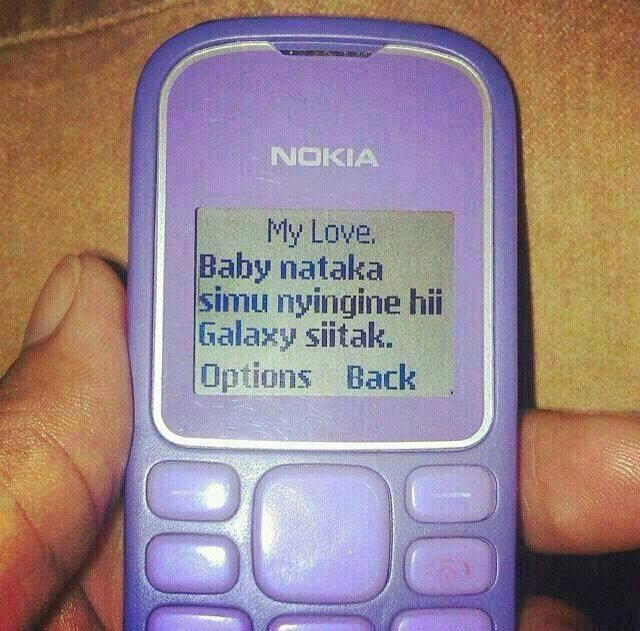 NOKIA
My Love.
Baby nataka
simu nyingine hii
Galaxy siitak.
Options Back